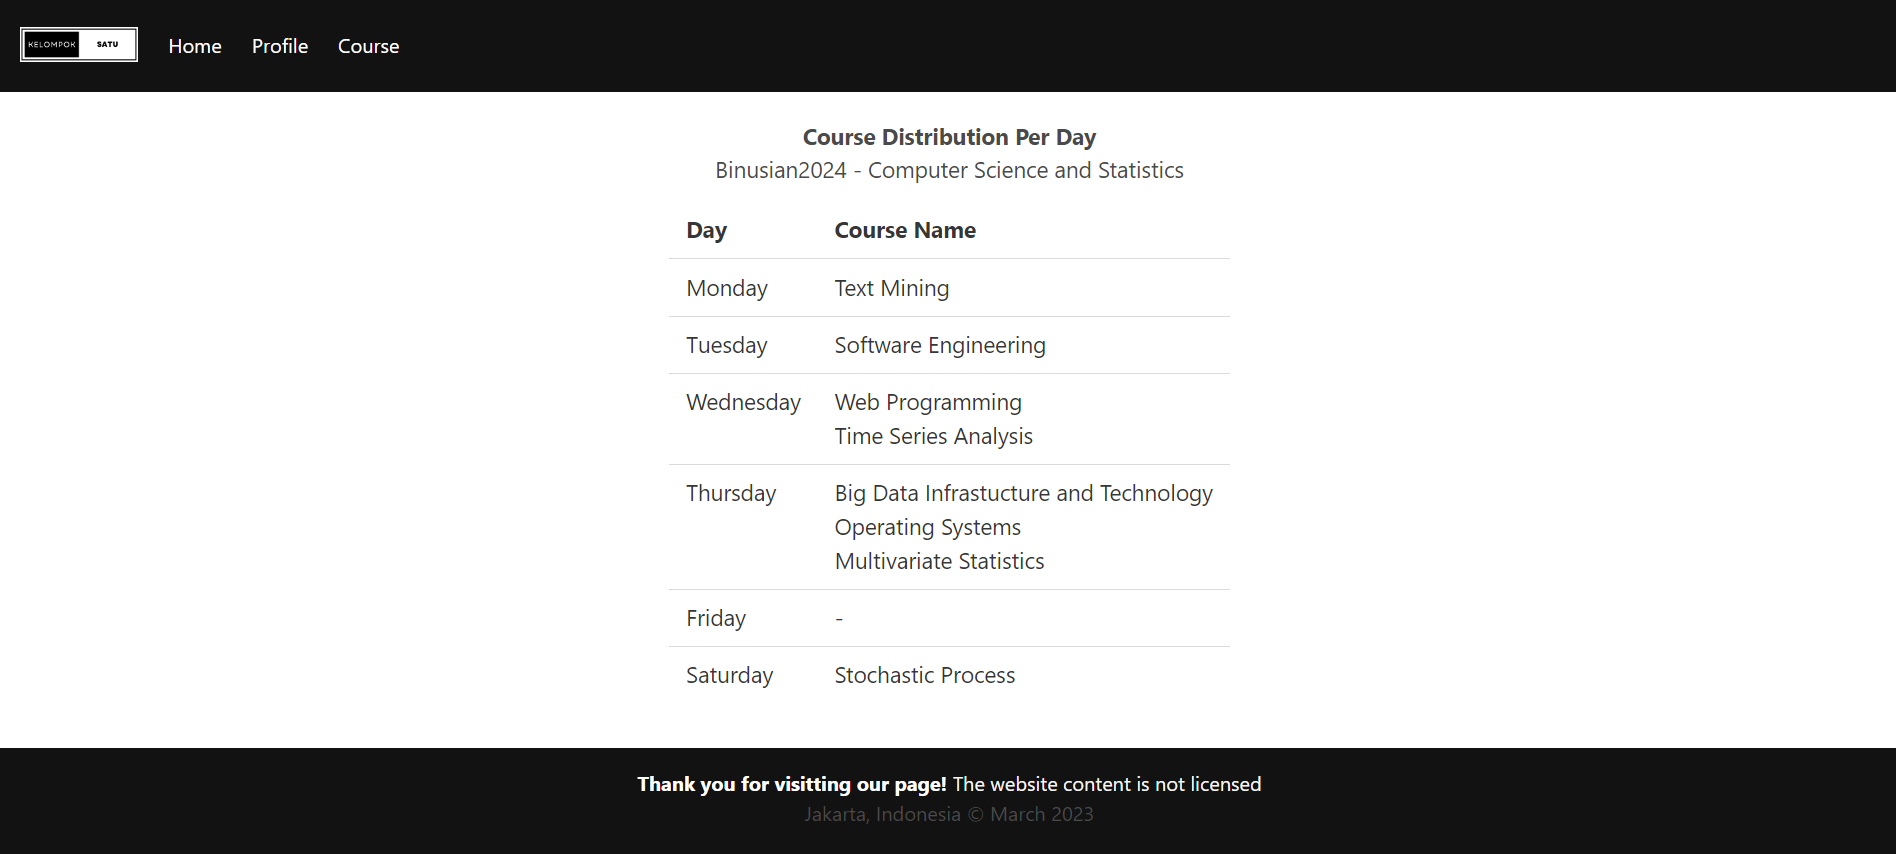 KELOMPOK SATU Home Profile Course
Course Distribution Per Day
Binusian2024 - Computer Science and Statistics
Day Course Name
Monday Text Mining
Tuesday Software Engineering
Wednesday Web Programming
Time Series Analysis
Thursday Big Data Infrastucture and Technology
Operating Systems
Multivariate Statistics
Friday -
Saturday Stochastic Process
Thank you for visitting our page! The website content is not licensed
Jakarta, Indonesia © March 2023